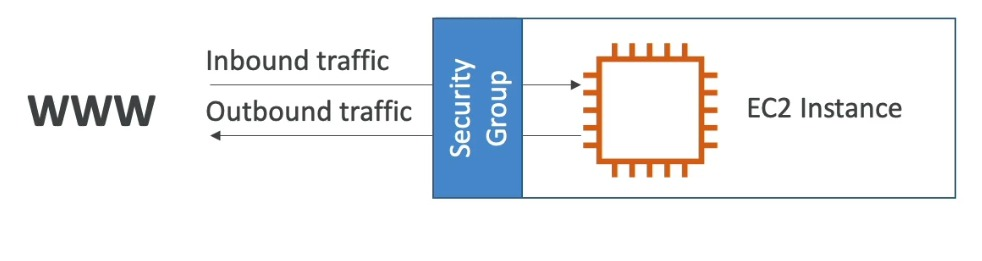 Inbound traffic
WWW
Outbound traffic
Security
Group
EC2 Instance